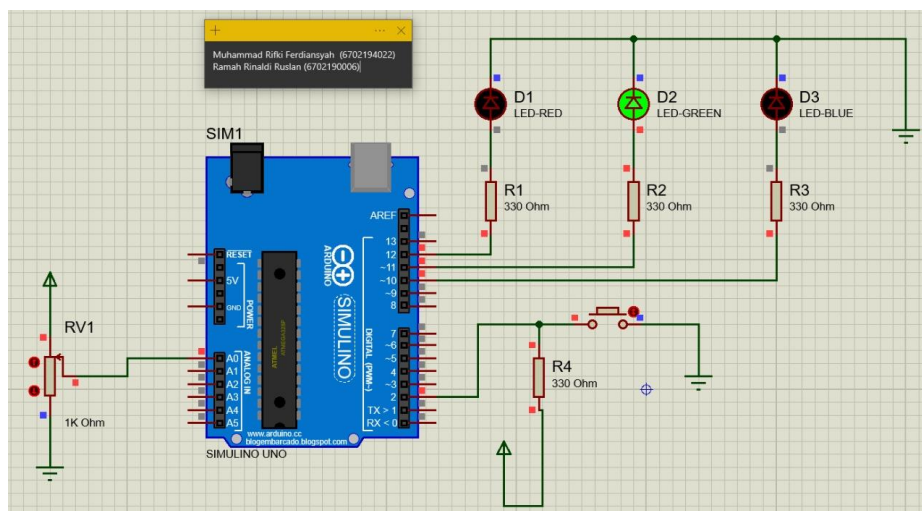 Muhammad Rifki Ferdiansyah (6702194022)
Ramah Rinaldi Ruslan (6702190006)
SIM1
D1
LED-RED
D2
LED-GREEN
D3
LED-BLUE
R1
330 Ohm
R2
330 Ohm
R3
330 Ohm
AREF
13
12
~11
~10
~9
8
RESET
5V
GND
POWER
ARDUINO
SIMULINO
ATMEL
ATMEGA328P
DIGITAL (PWM~)
7
~6
~5
4
~3
2
TX > 1
RX < 0
RV1
1K Ohm
A0
A1
A2
A3
A4
A5
ANALOG IN
www.arduino.cc
blogembarcado.blogspot.com
SIMULINO UNO
R4
330 Ohm